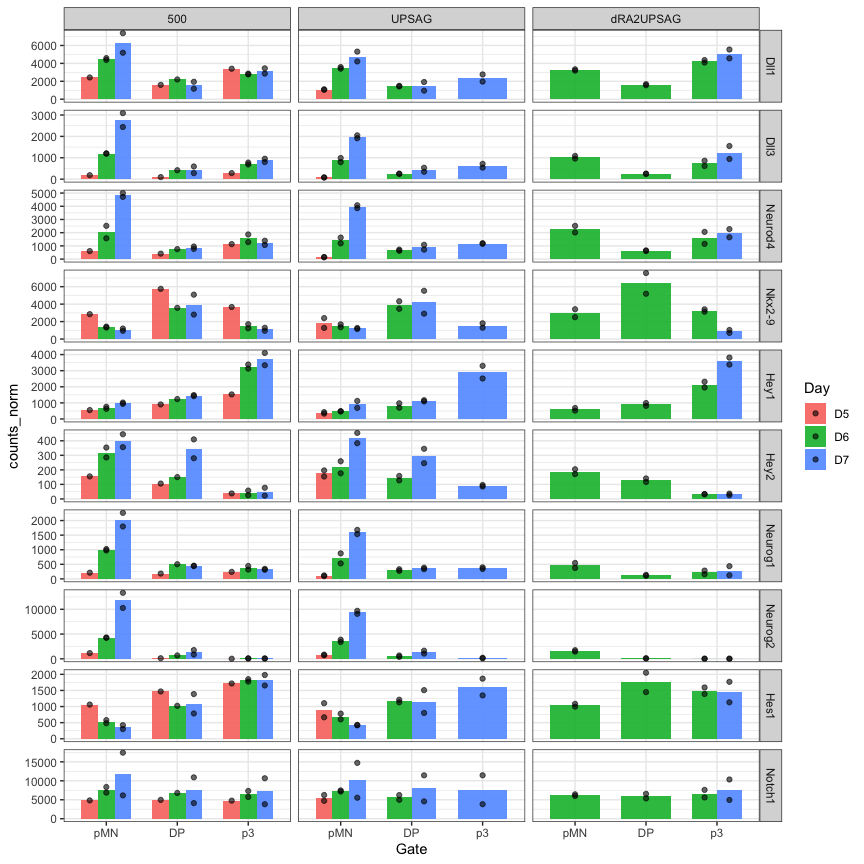 500 UPSAG dRA2UPSAG
6000
4000
2000
0
Dll1
3000
2000
1000
0
Dll3
5000
4000
3000
2000
1000
0
Neurod4
6000
4000
2000
0
Nkx2-9
4000
3000
2000
1000
0
Hey1
400
300
200
100
0
Hey2
2000
1500
1000
500
0
Neurog1
10000
5000
0
Neurog2
2000
1500
1000
500
0
Hes1
15000
10000
5000
0
Notch1
counts_norm
pMN DP p3 pMN DP p3 pMN DP p3
Gate
Day
D5
D6
D7